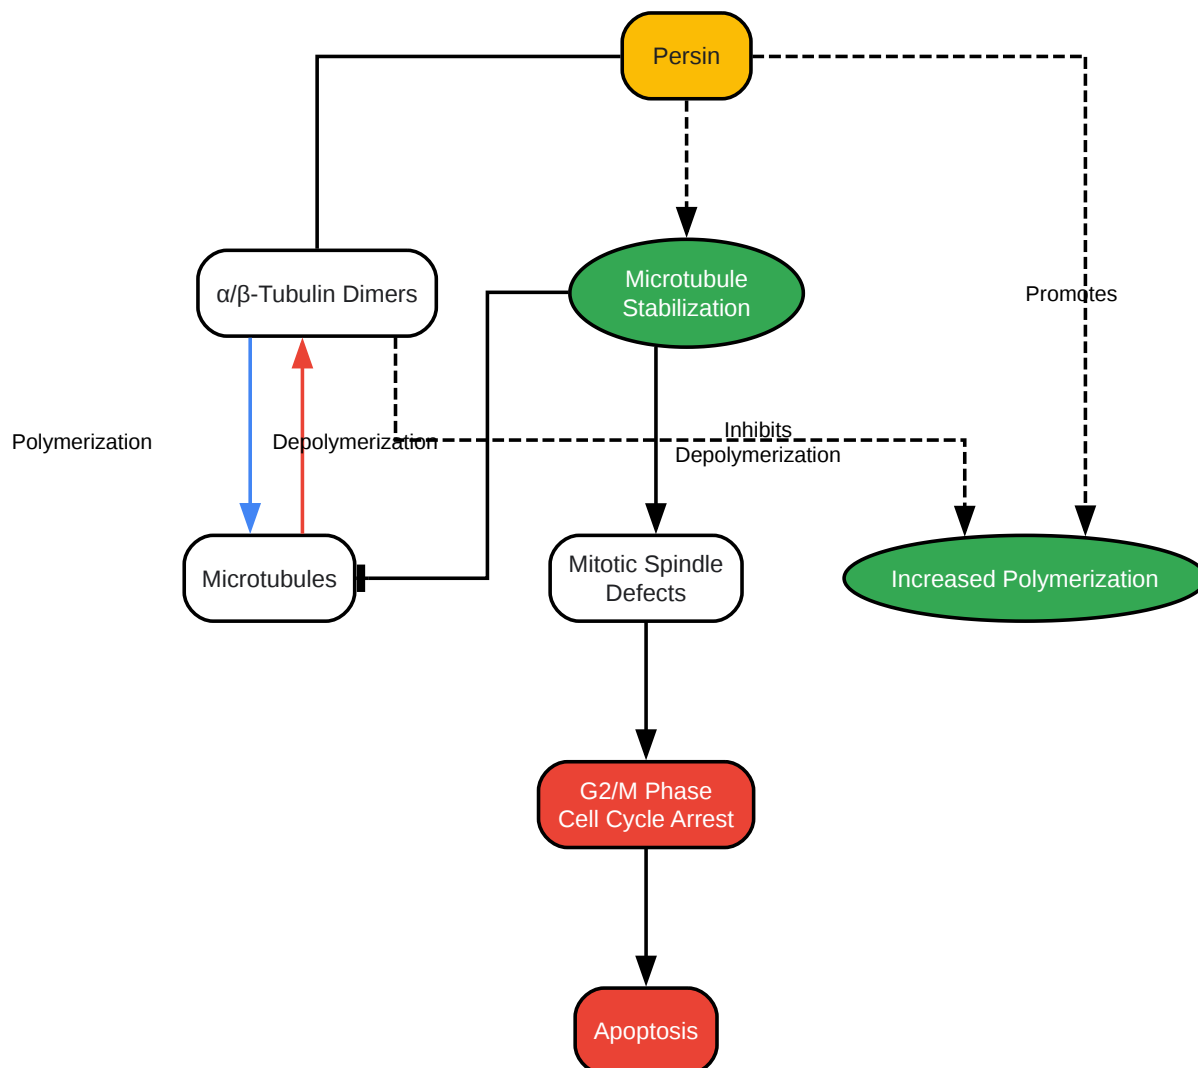 Persin
α/β-Tubulin Dimers
Microtubule
Stabilization
Promotes
Polymerization
Depolymerization
Inhibits
Depolymerization
Microtubules
Mitotic Spindle
Defects
Increased Polymerization
G2/M Phase
Cell Cycle Arrest
Apoptosis